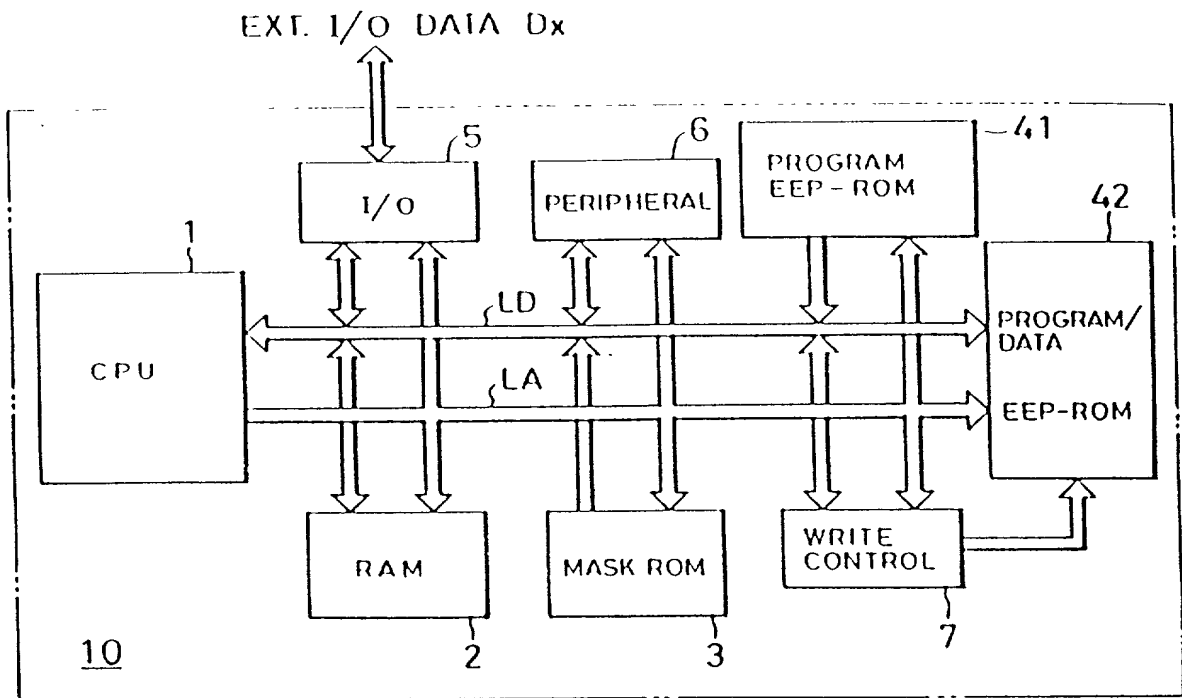 EXT. I/O DATA Dx
5
I/O
6
PERIPHERAL
41
PROGRAM
EEP-ROM
42
1
CPU
LD
PROGRAM/
DATA
LA
EEP-ROM
RAM
MASK ROM
WRITE
CONTROL
10
2
3
7